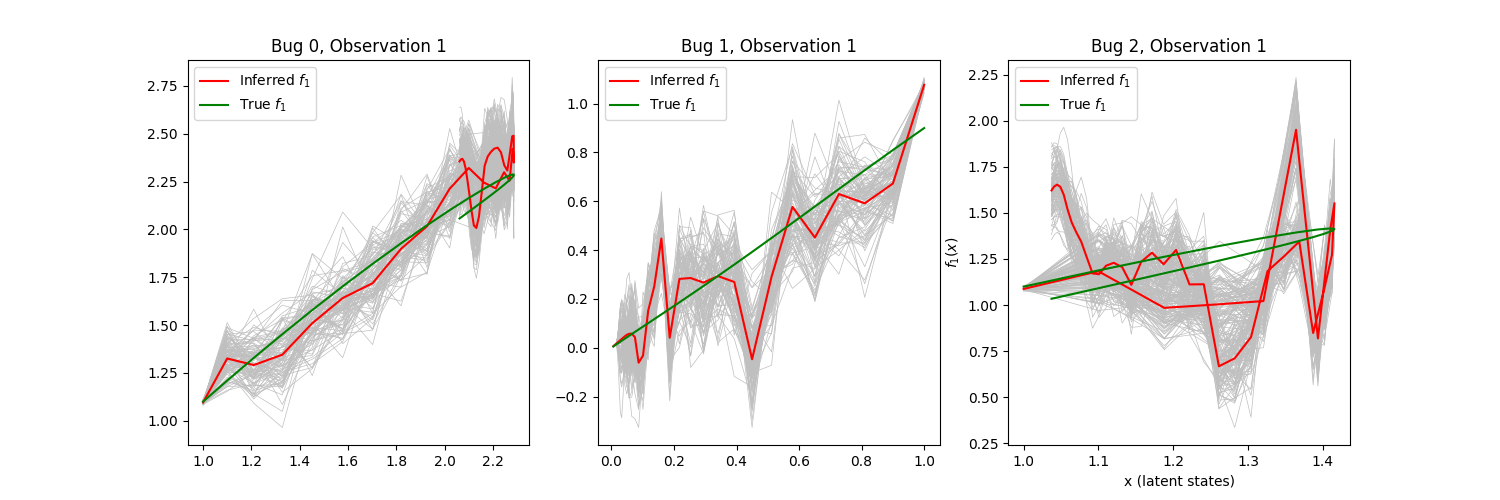 Bug 0, Observation 1
Inferred f₁
True f₁
2.75
2.50
2.25
2.00
1.75
1.50
1.25
1.00
1.0 1.2 1.4 1.6 1.8 2.0 2.2
Bug 1, Observation 1
Inferred f₁
True f₁
1.0
0.8
0.6
0.4
0.2
0.0
−0.2
0.0 0.2 0.4 0.6 0.8 1.0
Bug 2, Observation 1
Inferred f₁
True f₁
f₁(x)
2.25
2.00
1.75
1.50
1.25
1.00
0.75
0.50
0.25
1.0 1.1 1.2 1.3 1.4
x (latent states)